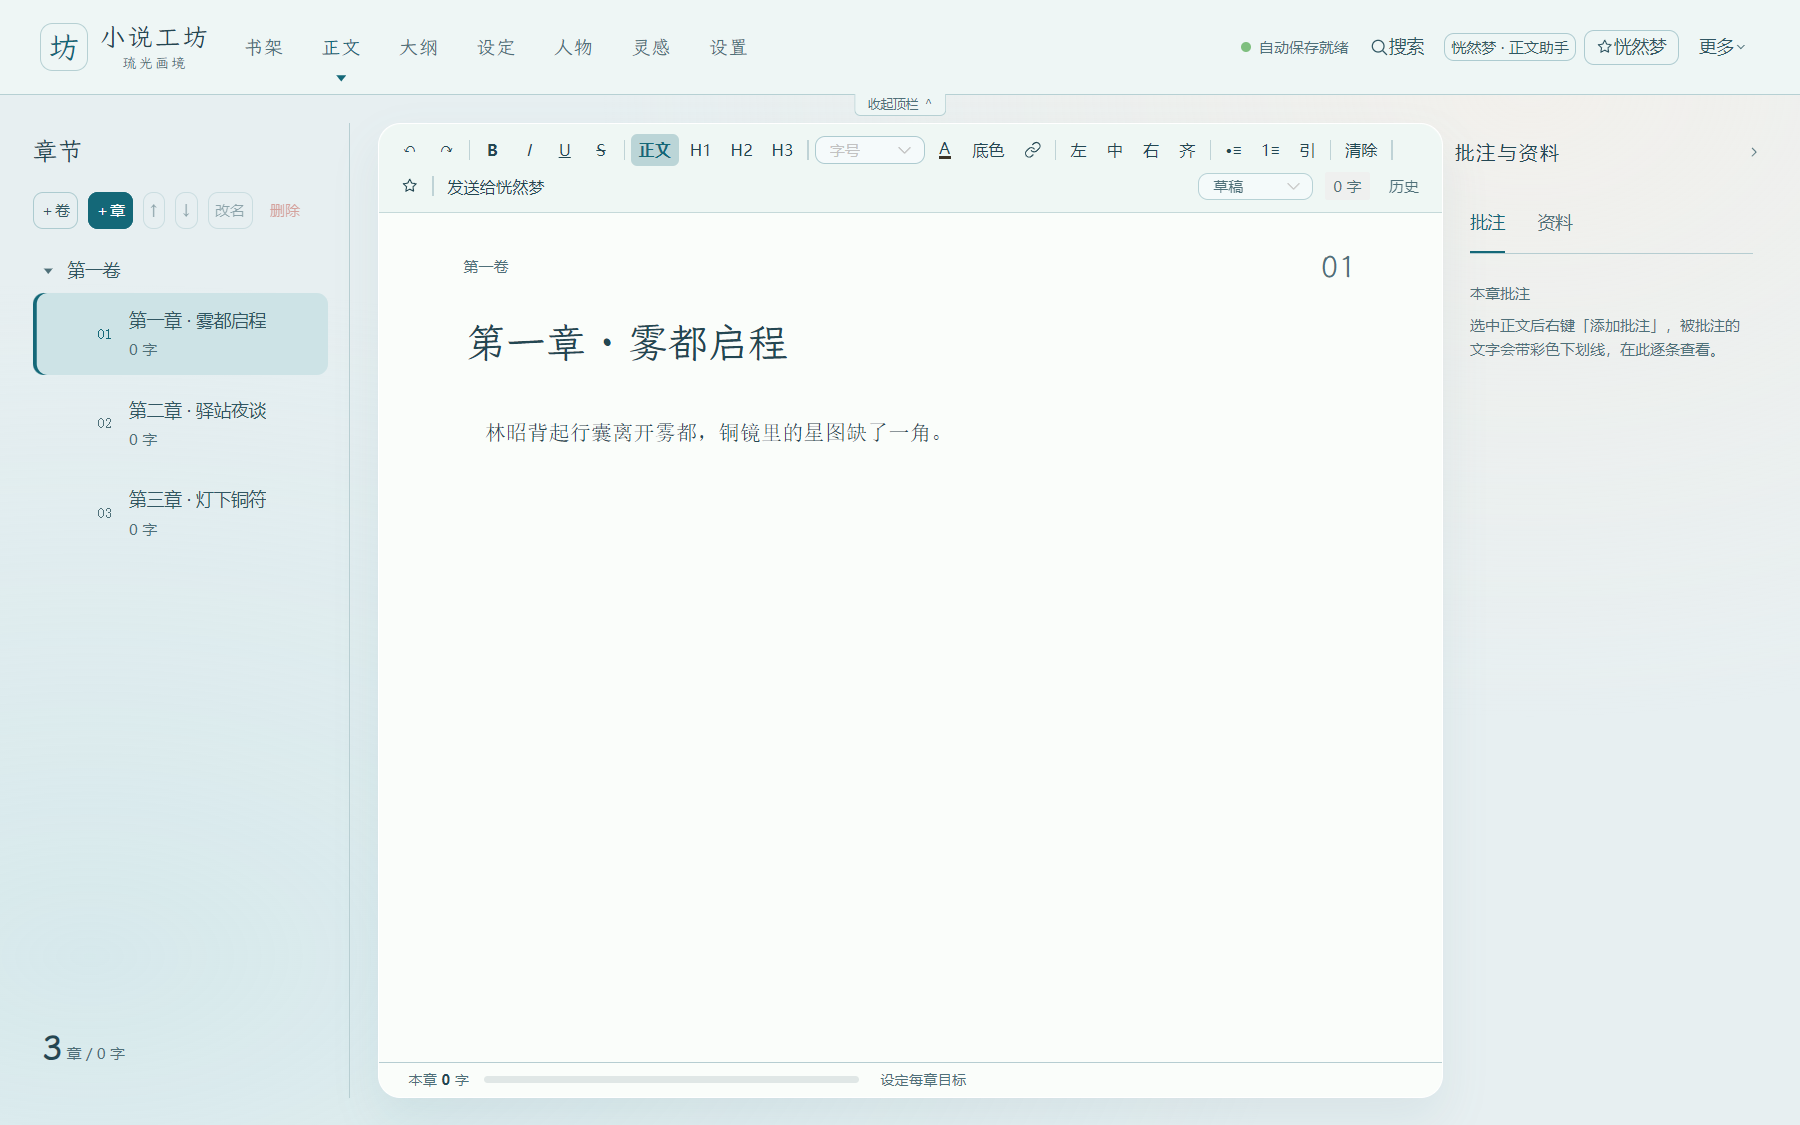 坊
小说工坊
琉光画境
书架 正文 大纲 设定 人物 灵感 设置
自动保存就绪 搜索 恍然梦·正文助手 恍然梦 更多
收起顶栏 ^
章节
+卷 +章 ↑ ↓ 改名 删除
第一卷
01 第一章·雾都启程
0 字
02 第二章·驿站夜谈
0 字
03 第三章·灯下铜符
0 字
3 章 / 0 字
B I U S 正文 H1 H2 H3 字号 A 底色 左 中 右 齐 •≡ 1≡ 引 清除
发送给恍然梦 草稿 0 字 历史
第一卷 01
第一章·雾都启程
林昭背起行囊离开雾都，铜镜里的星图缺了一角。
本章 0 字 设定每章目标
批注与资料
批注 资料
本章批注
选中正文后右键「添加批注」，被批注的
文字会带彩色下划线，在此逐条查看。